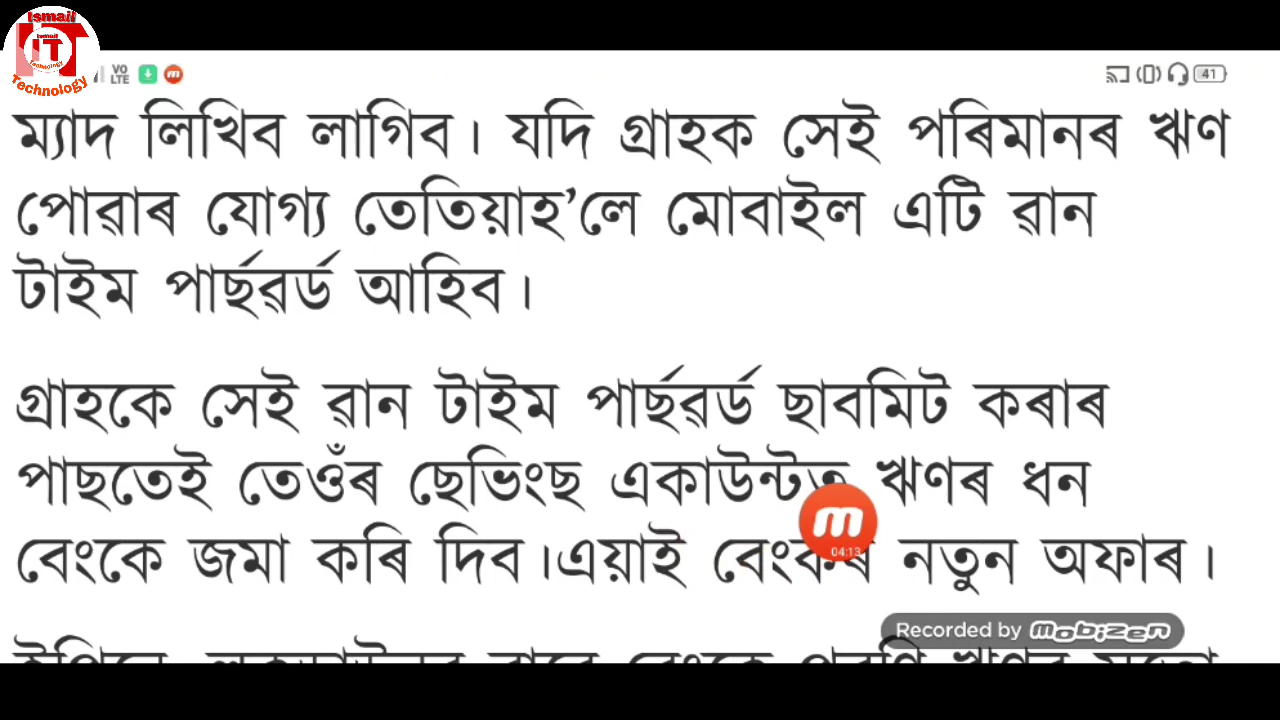 Ismail
IT
Technology
VO LTE
41
ম্যাদ লিখিব লাগিব। যদি গ্ৰাহক সেই পৰিমানৰ ঋণ
পোৱাৰ যোগ্য তেতিয়াহ’লে মোবাইল এটি ৱান
টাইম পাৰ্ছৱৰ্ড আহিব।
গ্ৰাহকে সেই ৱান টাইম পাৰ্ছৱৰ্ড ছাবমিট কৰাৰ
পাছতেই তেওঁৰ ছেভিংছ একাউন্টত ঋণৰ ধন
বেংকে জমা কৰি দিব।এয়াই বেংকৰ নতুন অফাৰ।
04:13
Recorded by mobizen